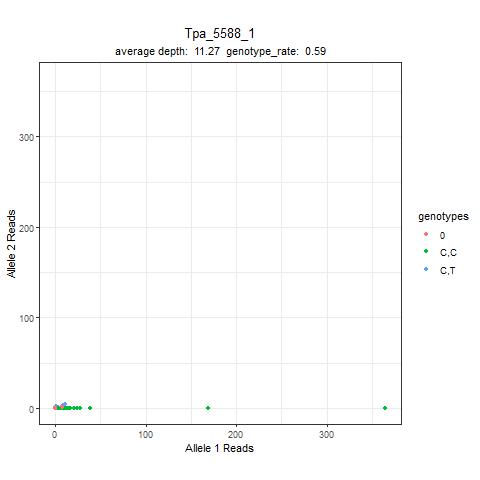 Tpa_5588_1
average depth: 11.27 genotype_rate: 0.59
300
200
100
0
Allele 2 Reads
0 100 200 300
Allele 1 Reads
genotypes
0
C,C
C,T